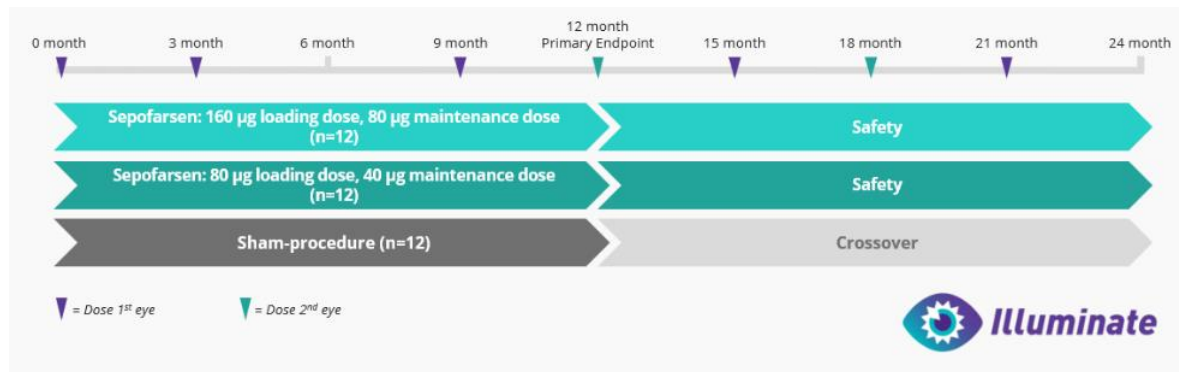 0 month
3 month
6 month
9 month
12 month
Primary Endpoint
15 month
18 month
21 month
24 month
Sepofarsen: 160 µg loading dose, 80 µg maintenance dose
(n=12)
Safety
Sepofarsen: 80 µg loading dose, 40 µg maintenance dose
(n=12)
Safety
Sham-procedure (n=12)
Crossover
= Dose 1st eye
= Dose 2nd eye
Illuminate